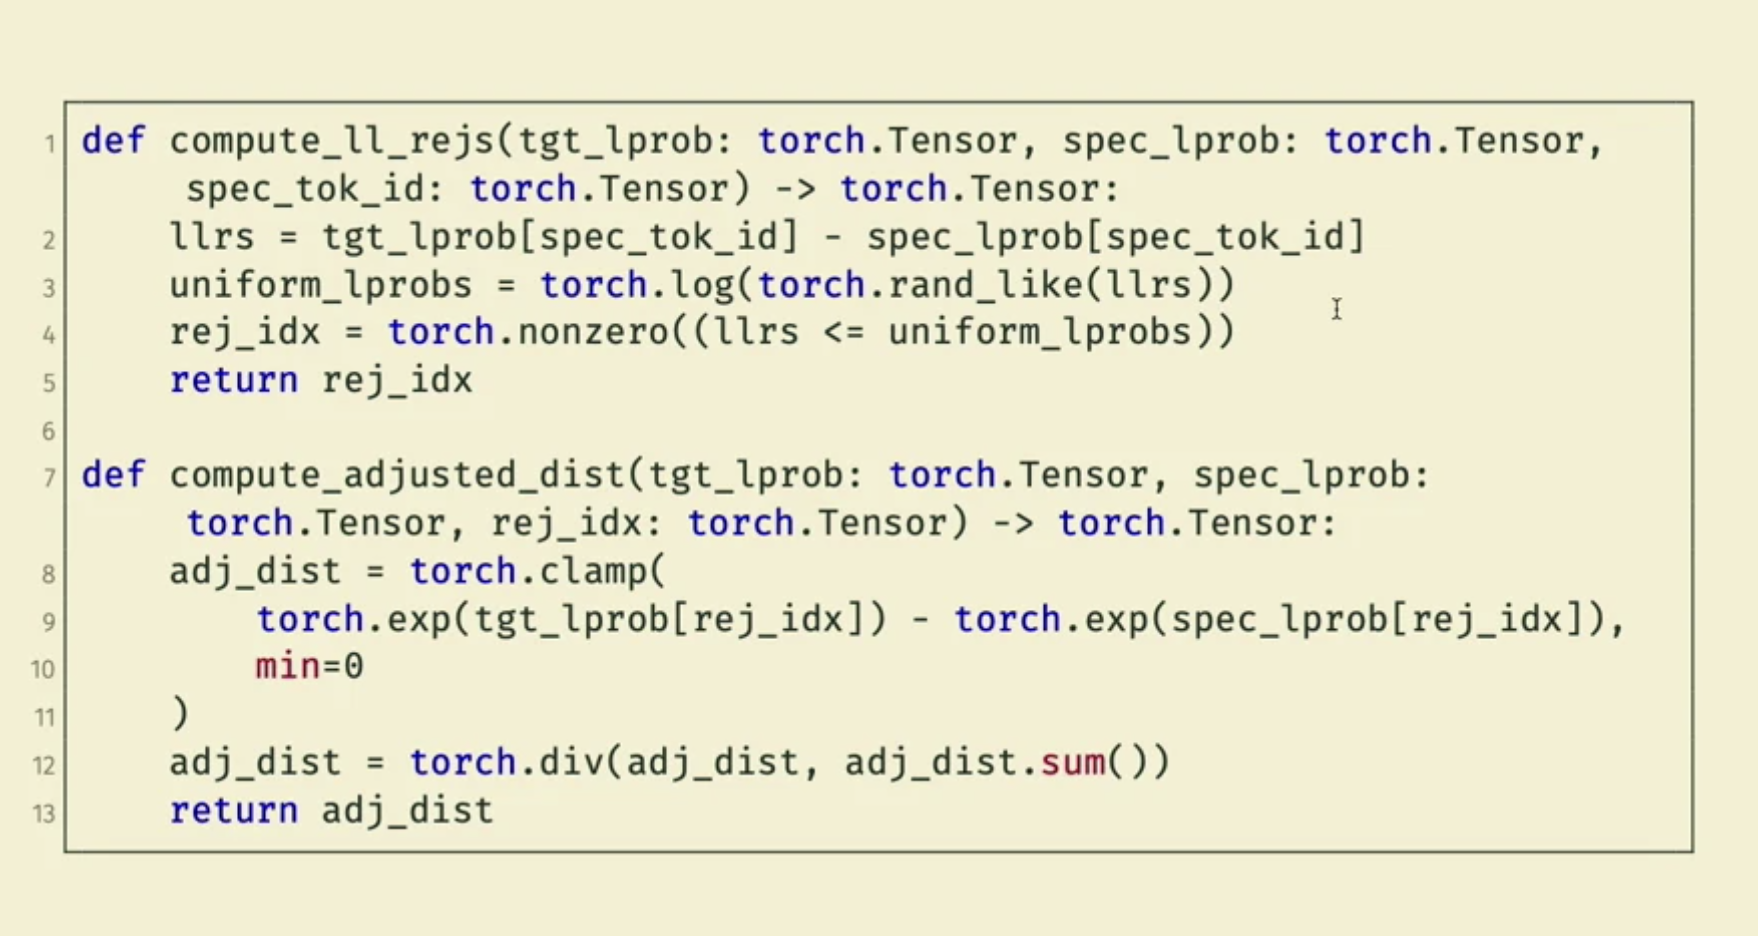 1 def compute_ll_rejs(tgt_lprob: torch.Tensor, spec_lprob: torch.Tensor,
spec_tok_id: torch.Tensor) -> torch.Tensor:
2 llrs = tgt_lprob[spec_tok_id] - spec_lprob[spec_tok_id]
3 uniform_lprobs = torch.log(torch.rand_like(llrs))
4 rej_idx = torch.nonzero((llrs <= uniform_lprobs))
5 return rej_idx
6
7 def compute_adjusted_dist(tgt_lprob: torch.Tensor, spec_lprob:
torch.Tensor, rej_idx: torch.Tensor) -> torch.Tensor:
8 adj_dist = torch.clamp(
9 torch.exp(tgt_lprob[rej_idx]) - torch.exp(spec_lprob[rej_idx]),
10 min=0
11 )
12 adj_dist = torch.div(adj_dist, adj_dist.sum())
13 return adj_dist